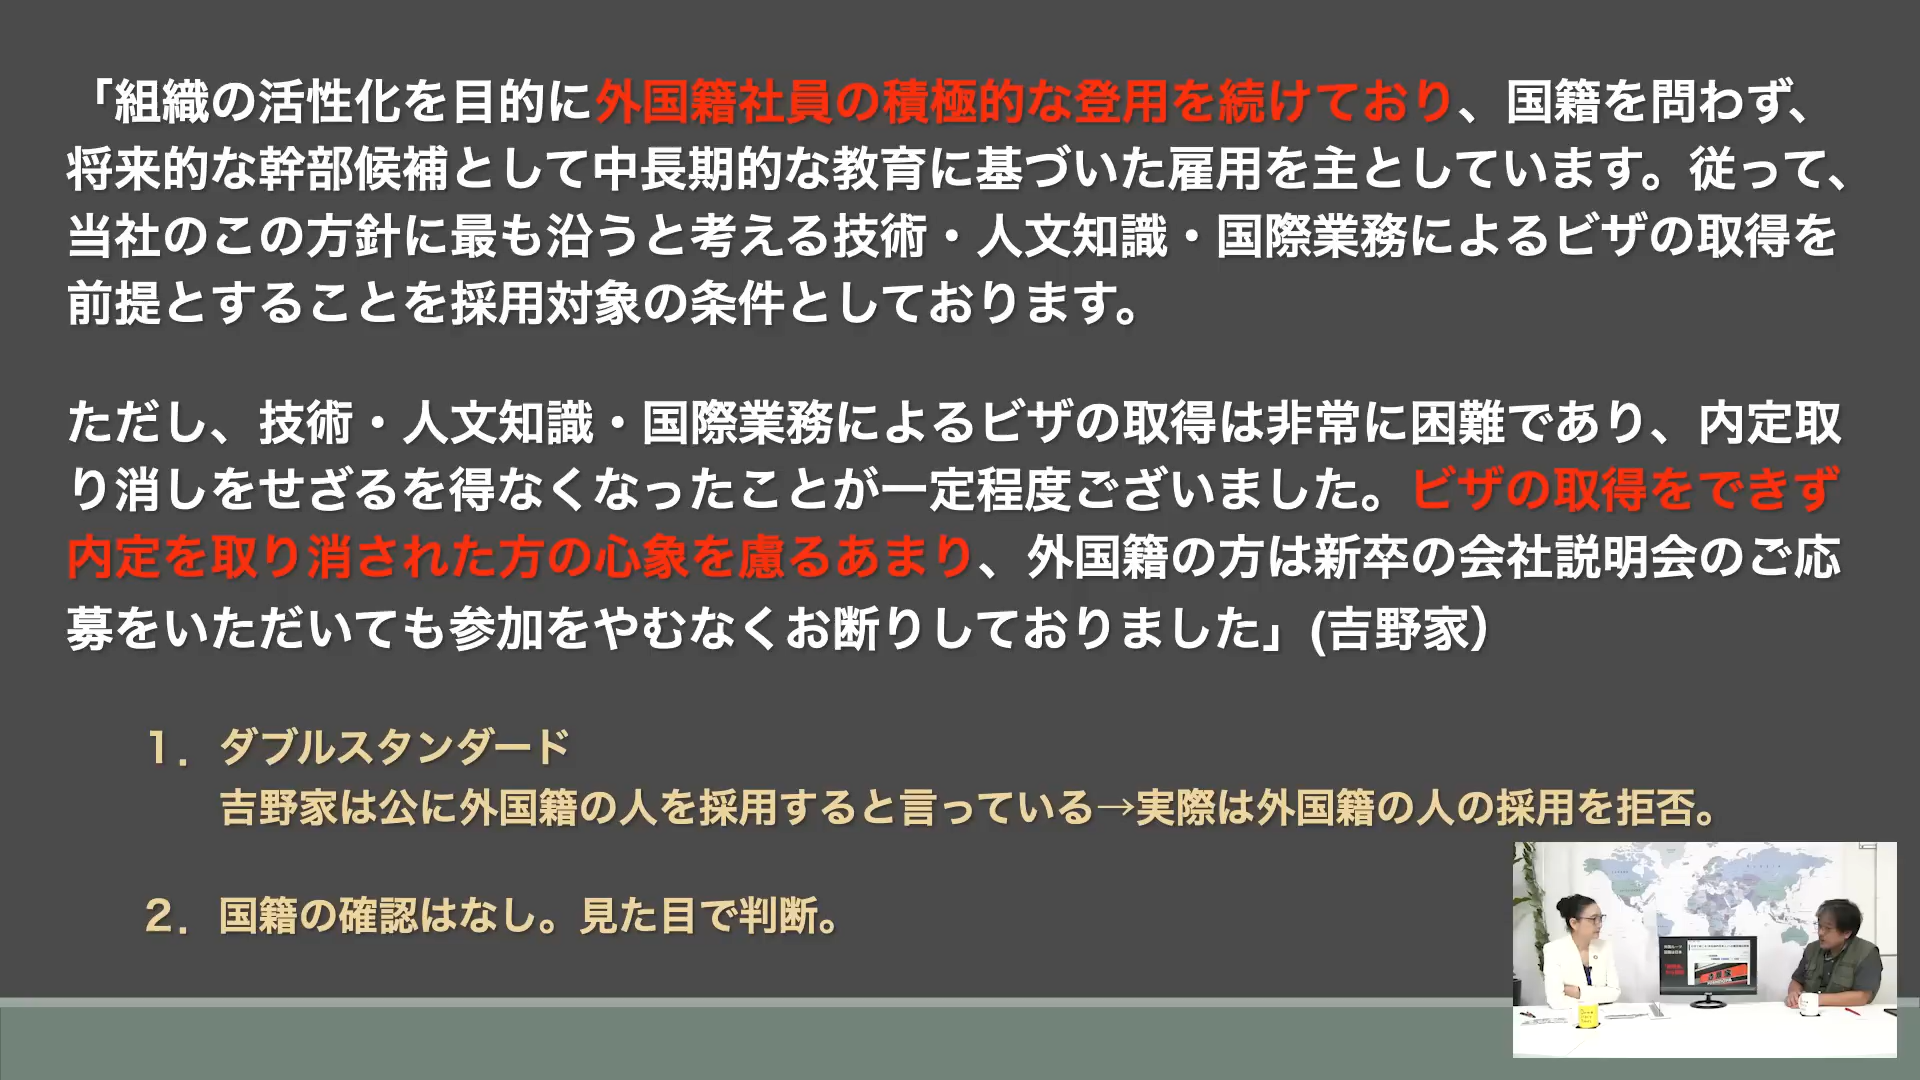 「組織の活性化を目的に外国籍社員の積極的な登用を続けており、国籍を問わず、
将来的な幹部候補として中長期的な教育に基づいた雇用を主としています。従って、
当社のこの方針に最も沿うと考える技術・人文知識・国際業務によるビザの取得を
前提とすることを採用対象の条件としております。
ただし、技術・人文知識・国際業務によるビザの取得は非常に困難であり、内定取
り消しをせざるを得なくなったことが一定程度ございました。ビザの取得をできず
内定を取り消された方の心象を慮るあまり、外国籍の方は新卒の会社説明会のご応
募をいただいても参加をやむなくお断りしておりました」(吉野家）
１．ダブルスタンダード
吉野家は公に外国籍の人を採用すると言っている→実際は外国籍の人の採用を拒否。
２．国籍の確認はなし。見た目で判断。